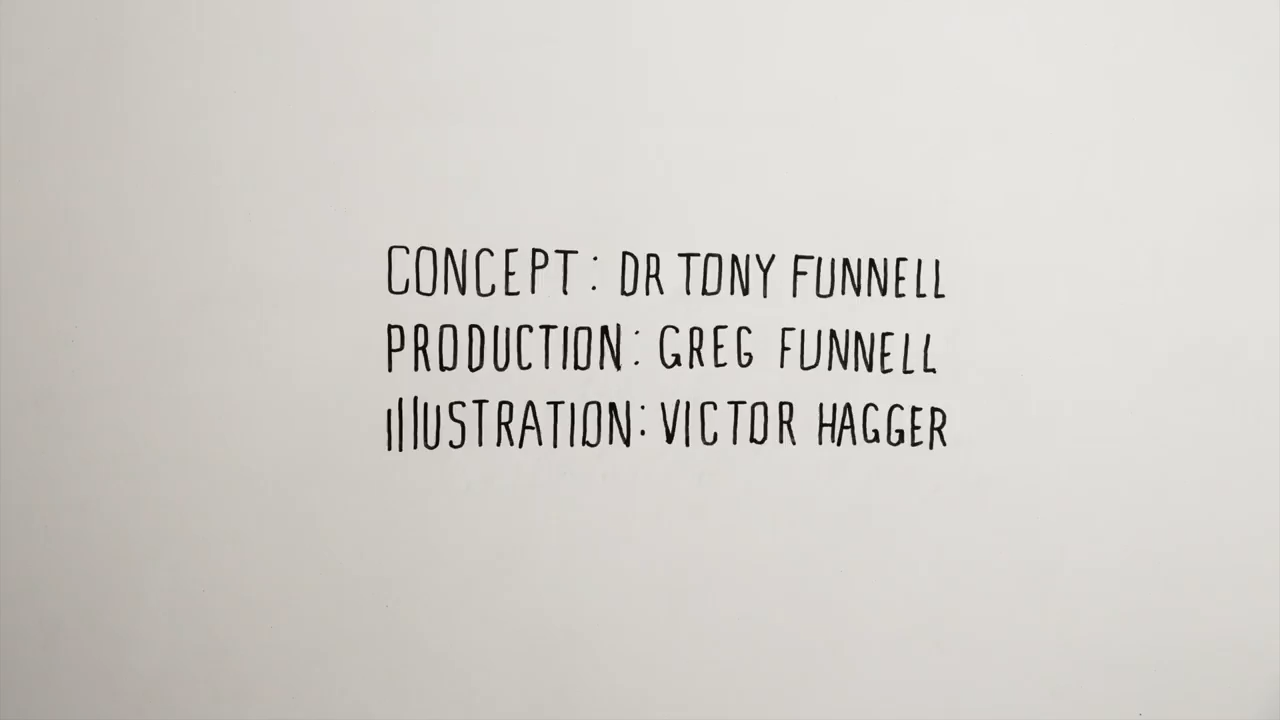 CONCEPT: DR TONY FUNNELL
PRODUCTION: GREG FUNNELL
IllUSTRATION: VICTOR HAGGER